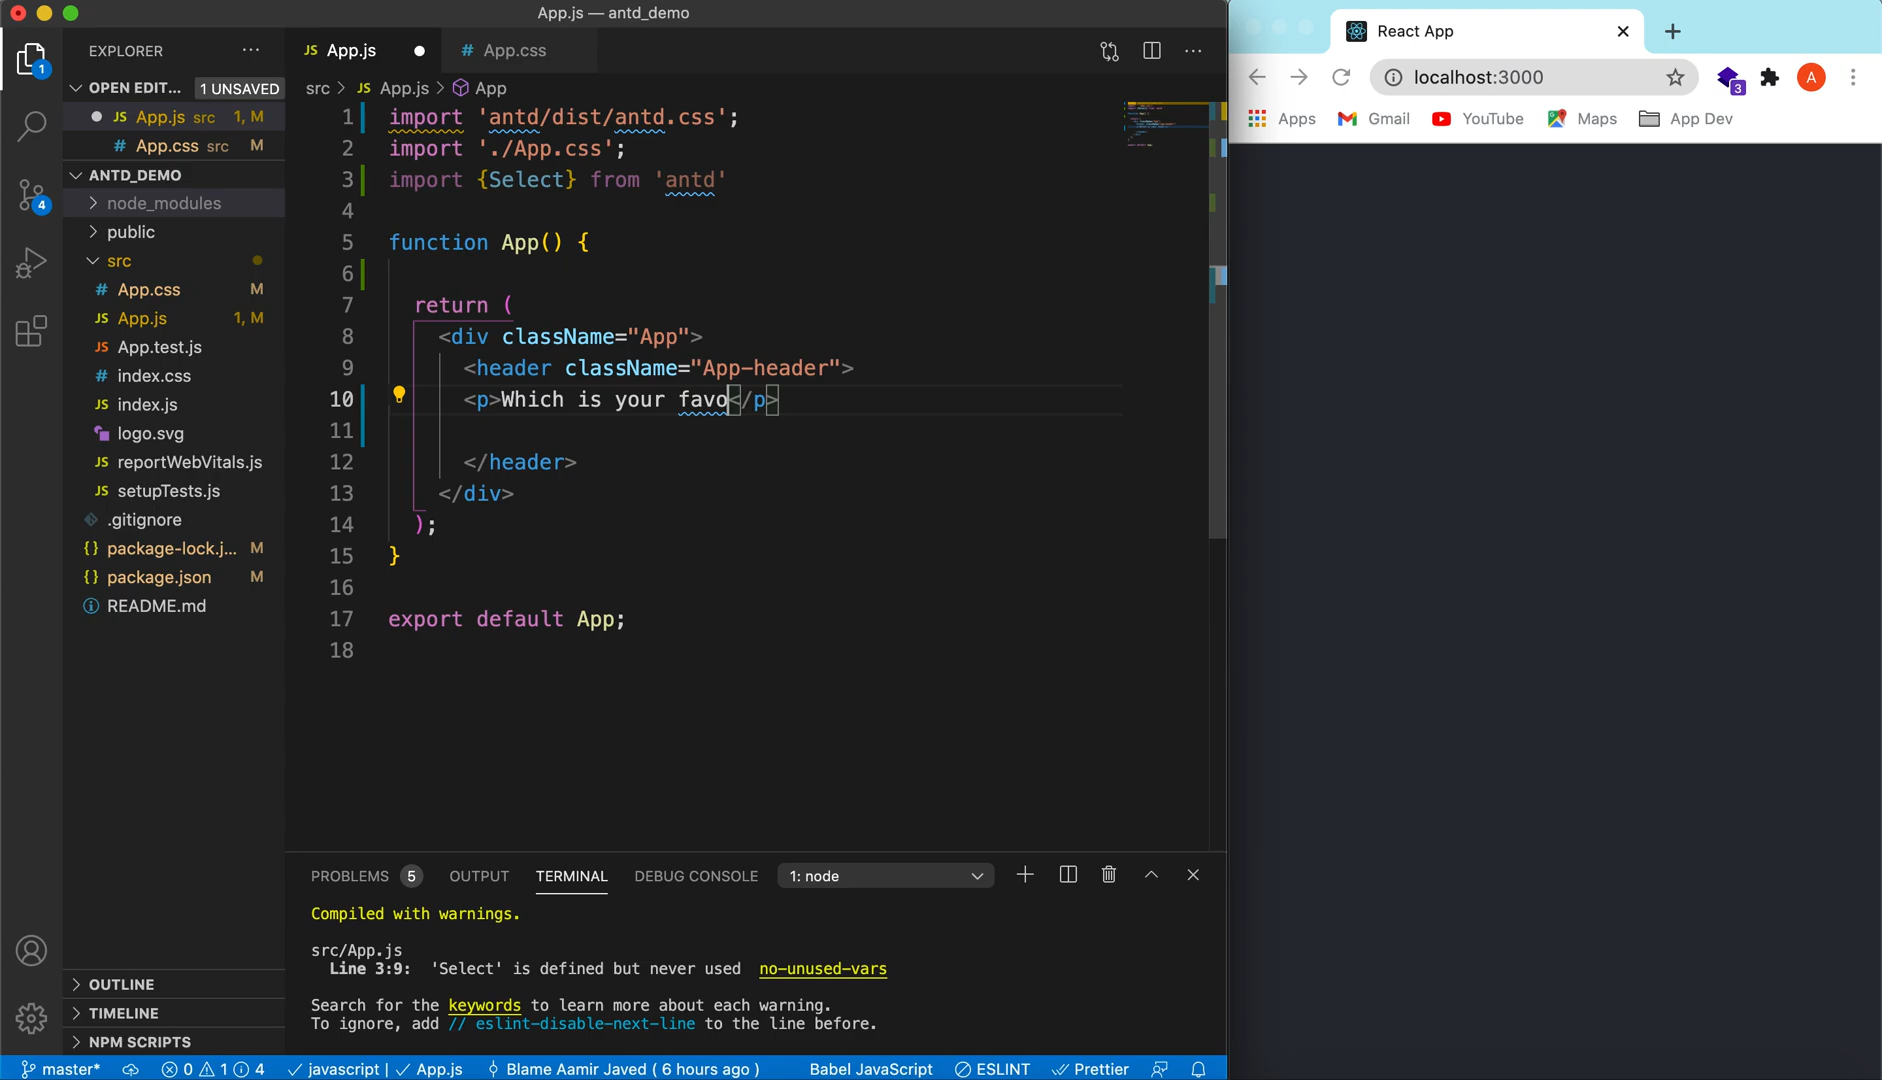 App.js — antd_demo
EXPLORER
OPEN EDIT... 1 UNSAVED
JS App.js src 1, M
# App.css src M
ANTD_DEMO
node_modules
public
src
# App.css M
JS App.js 1, M
JS App.test.js
# index.css
JS index.js
logo.svg
JS reportWebVitals.js
JS setupTests.js
.gitignore
{} package-lock.j... M
{} package.json M
README.md
OUTLINE
TIMELINE
NPM SCRIPTS
1
4
JS App.js
# App.css
src > JS App.js > App
1 import 'antd/dist/antd.css';
2 import './App.css';
3 import {Select} from 'antd'
4
5 function App() {
6
7 return (
8 <div className="App">
9 <header className="App-header">
10 <p>Which is your favo</p>
11
12 </header>
13 </div>
14 );
15 }
16
17 export default App;
18
PROBLEMS 5 OUTPUT TERMINAL DEBUG CONSOLE 1: node
Compiled with warnings.
src/App.js
Line 3:9: 'Select' is defined but never used no-unused-vars
Search for the keywords to learn more about each warning.
To ignore, add // eslint-disable-next-line to the line before.
master* 0 1 4 javascript | App.js Blame Aamir Javed ( 6 hours ago ) Babel JavaScript ESLINT Prettier
React App
localhost:3000
3
A
Apps Gmail YouTube Maps App Dev